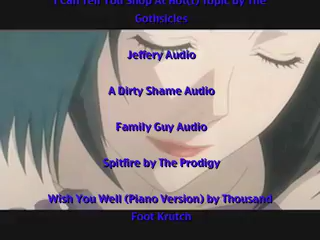 I Can Tell You Shop At Hot(t) Topic by The
Gothsicles
Jeffery Audio
A Dirty Shame Audio
Family Guy Audio
Spitfire by The Prodigy
Wish You Well (Piano Version) by Thousand
Foot Krutch